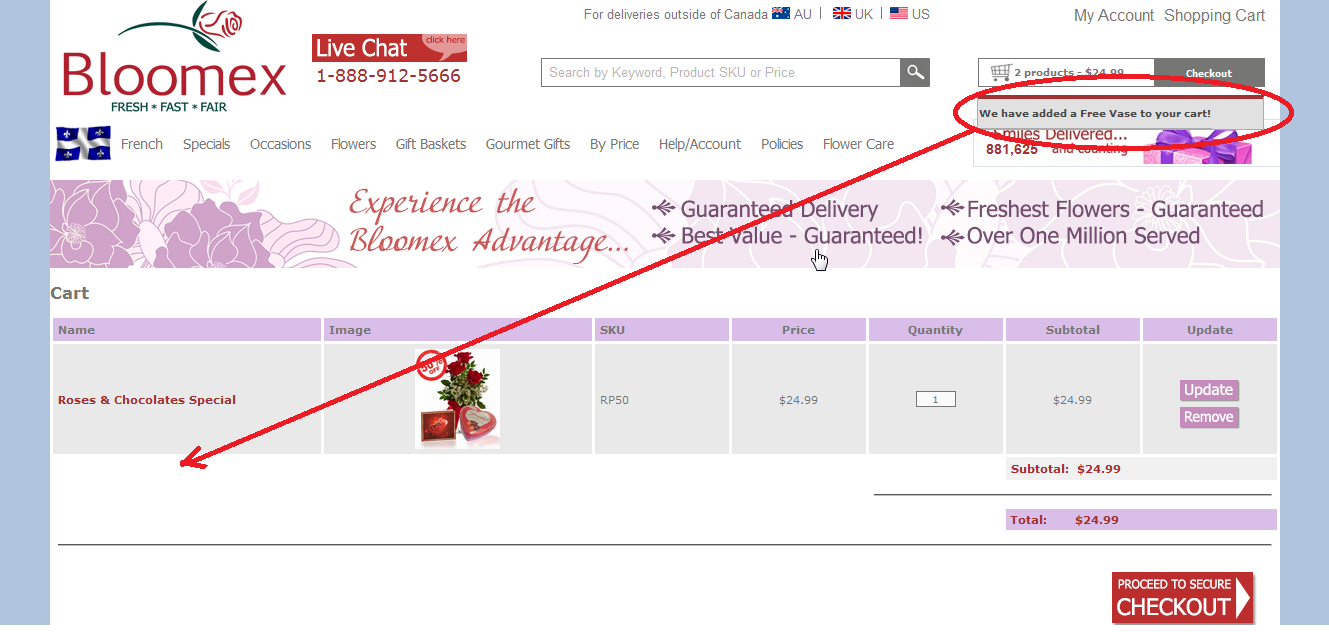 For deliveries outside of Canada AU | UK | US
My Account Shopping Cart
Bloomex
FRESH * FAST * FAIR
Live Chat click here
1-888-912-5666
Search by Keyword, Product SKU or Price
2 products - $24.99
Checkout
We have added a Free Vase to your cart!
Smiles Delivered...
881,625 and counting
French Specials Occasions Flowers Gift Baskets Gourmet Gifts By Price Help/Account Policies Flower Care
Experience the
Bloomex Advantage...
Guaranteed Delivery
Best Value - Guaranteed!
Freshest Flowers - Guaranteed
Over One Million Served
Cart
Name Image SKU Price Quantity Subtotal Update
50%
OFF
Roses & Chocolates Special RP50 $24.99 1 $24.99
Update
Remove
Subtotal: $24.99
Total: $24.99
PROCEED TO SECURE
CHECKOUT